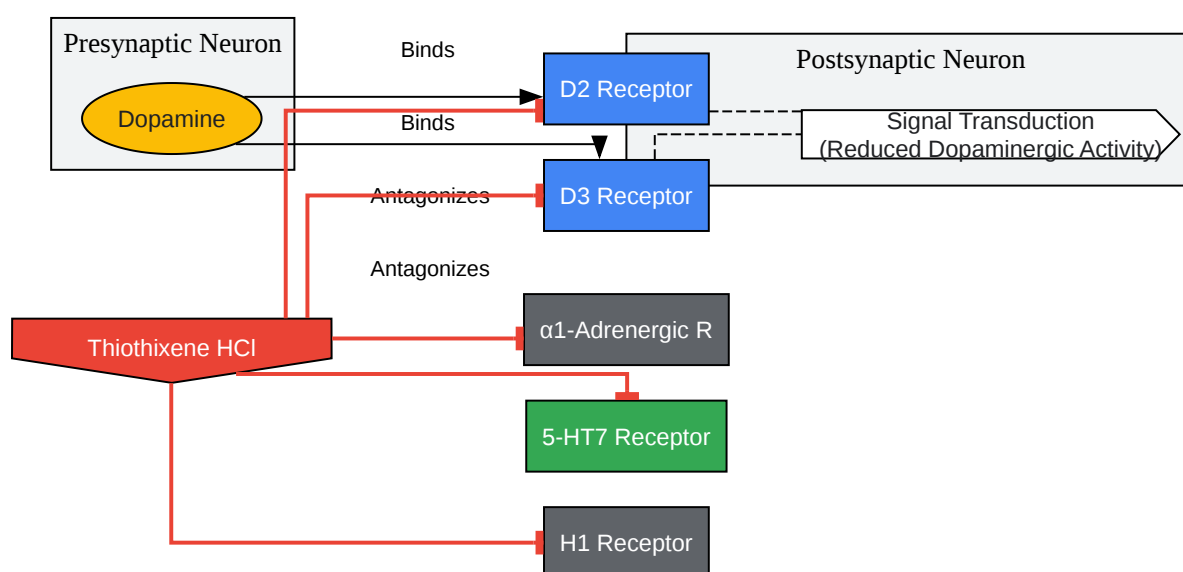 Presynaptic Neuron
Dopamine
Binds
Binds
D2 Receptor
Postsynaptic Neuron
Signal Transduction
(Reduced Dopaminergic Activity)
Antagonizes
D3 Receptor
Antagonizes
α1-Adrenergic R
Thiothixene HCl
5-HT7 Receptor
H1 Receptor